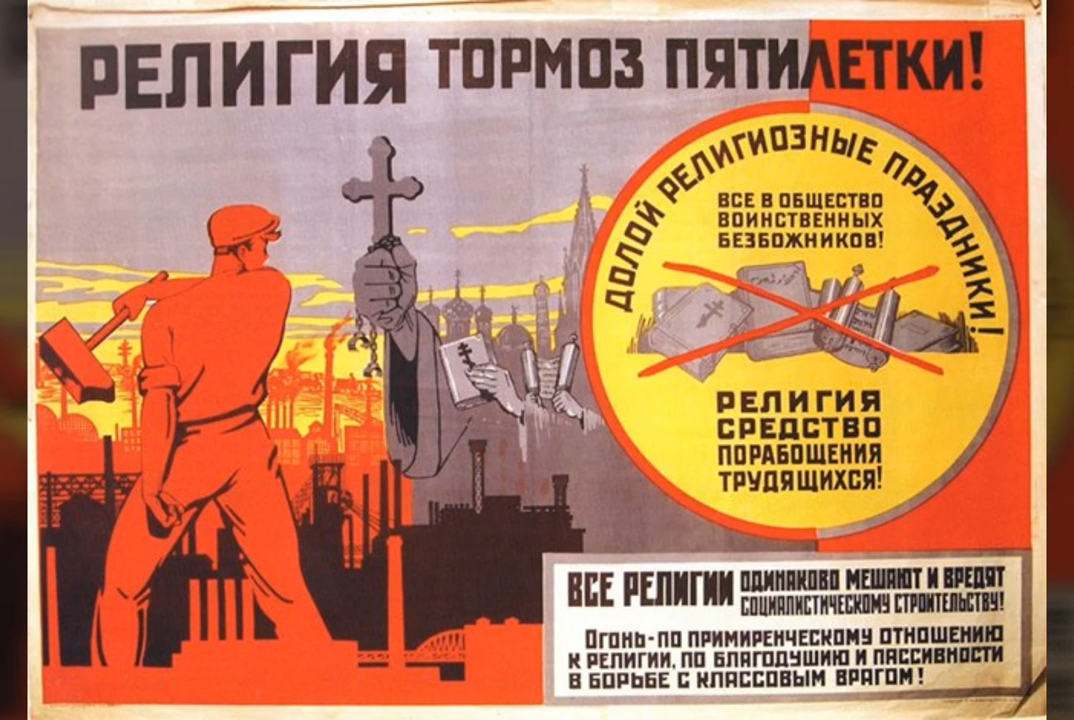 РЕЛИГИЯ ТОРМОЗ ПЯТИЛЕТКИ!
ДОЛОЙ РЕЛИГИОЗНЫЕ ПРАЗДНИКИ!
ВСЕ В ОБЩЕСТВО
ВОИНСТВЕННЫХ
БЕЗБОЖНИКОВ!
РЕЛИГИЯ
СРЕДСТВО
ПОРАБОЩЕНИЯ
ТРУДЯЩИХСЯ!
ВСЕ РЕЛИГИИ ОДИНАКОВО МЕШАЮТ И ВРЕДЯТ
СОЦИАЛИСТИЧЕСКОМУ СТРОИТЕЛЬСТВУ!
ОГОНЬ-ПО ПРИМИРЕНЧЕСКОМУ ОТНОШЕНИЮ
К РЕЛИГИИ, ПО БЛАГОДУШИЮ И ПАССИВНОСТИ
В БОРЬБЕ С КЛАССОВЫМ ВРАГОМ!